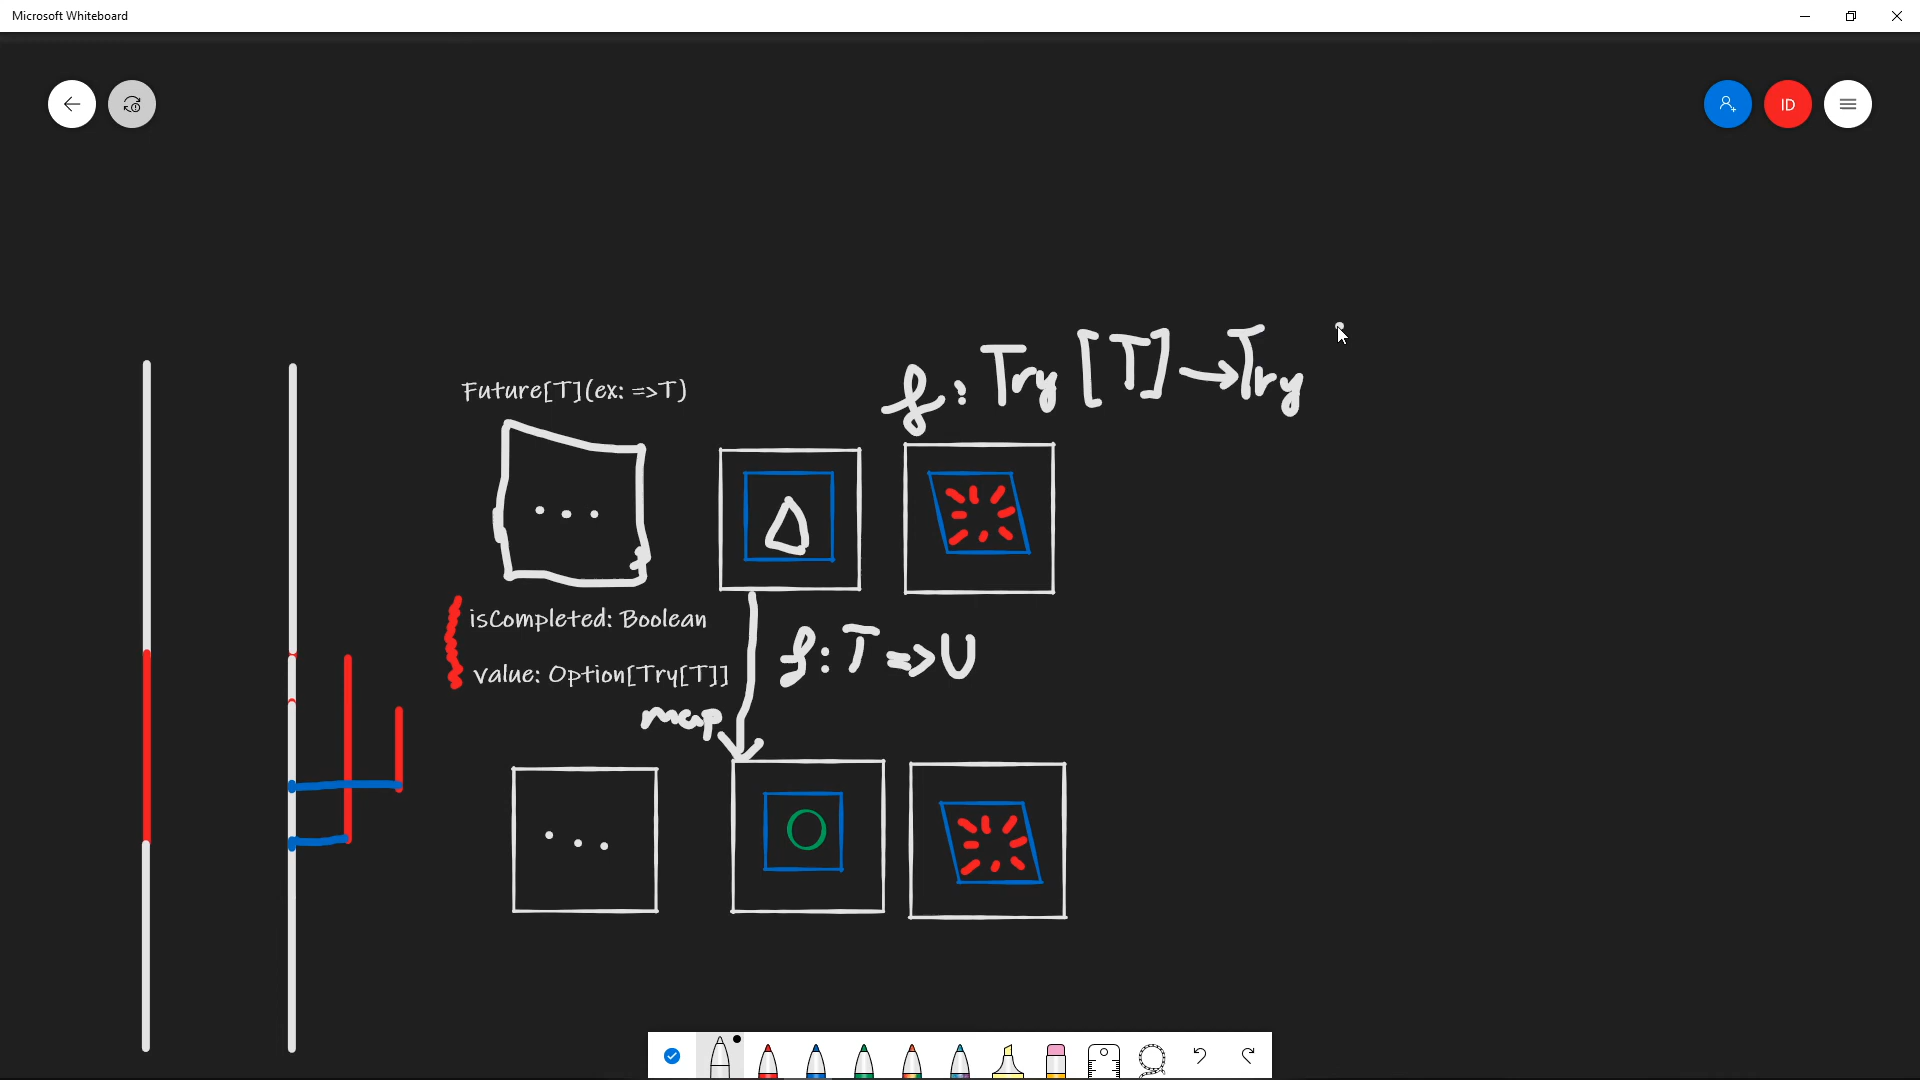 Microsoft Whiteboard
ID
f: Try [T] → Try
Future[T](ex: =>T)
isCompleted: Boolean
f: T => U
value: Option[Try[T]]
map